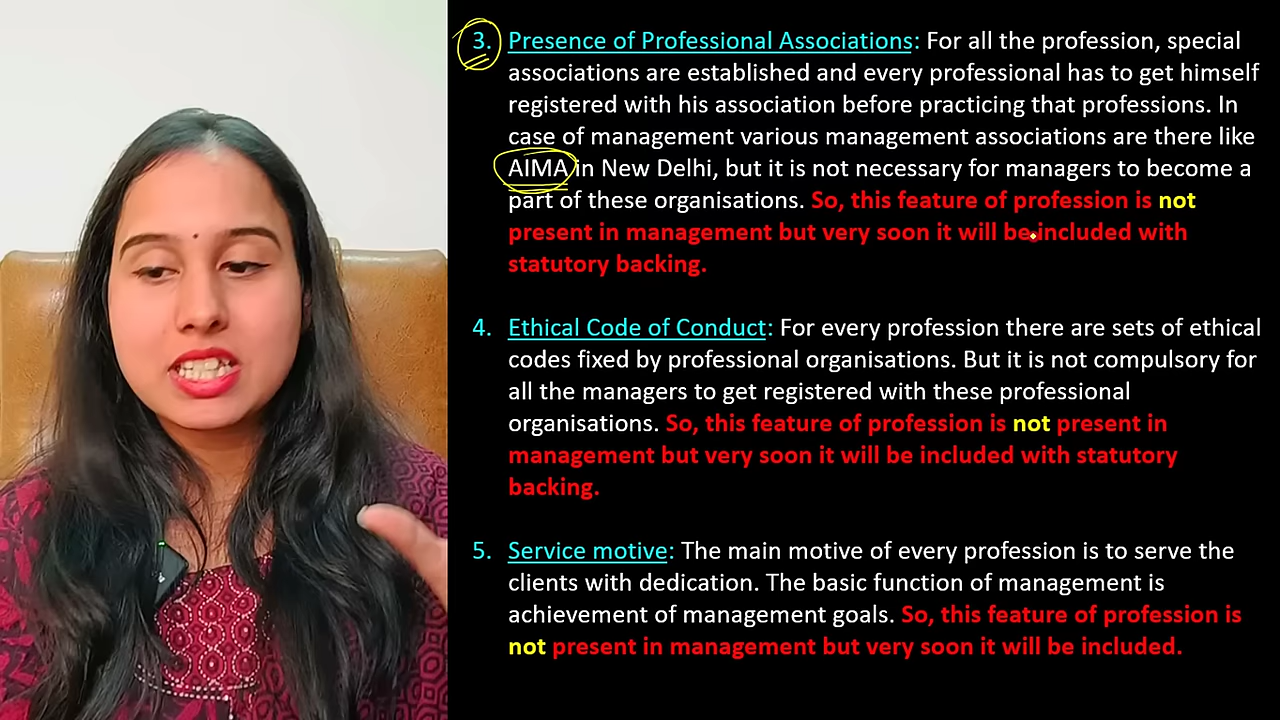 3. Presence of Professional Associations: For all the profession, special
associations are established and every professional has to get himself
registered with his association before practicing that professions. In
case of management various management associations are there like
AIMA in New Delhi, but it is not necessary for managers to become a
part of these organisations. So, this feature of profession is not
present in management but very soon it will be included with
statutory backing.
4. Ethical Code of Conduct: For every profession there are sets of ethical
codes fixed by professional organisations. But it is not compulsory for
all the managers to get registered with these professional
organisations. So, this feature of profession is not present in
management but very soon it will be included with statutory
backing.
5. Service motive: The main motive of every profession is to serve the
clients with dedication. The basic function of management is
achievement of management goals. So, this feature of profession is
not present in management but very soon it will be included.